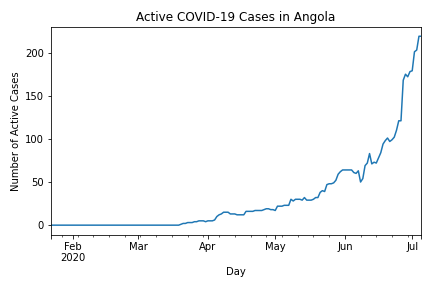 Active COVID-19 Cases in Angola
Number of Active Cases
200
150
100
50
0
Feb
2020
Mar
Apr
May
Jun
Jul
Day